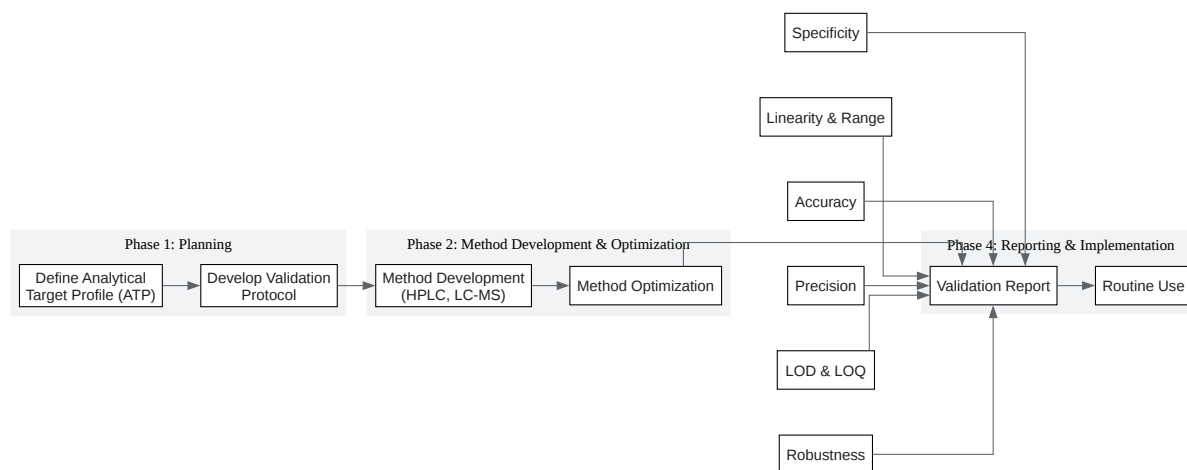 Specificity
Linearity & Range
Accuracy
Phase 1: Planning
Define Analytical
Target Profile (ATP)
Develop Validation
Protocol
Phase 2: Method Development & Optimization
Method Development
(HPLC, LC-MS)
Method Optimization
Precision
LOD & LOQ
Robustness
Phase 4: Reporting & Implementation
Validation Report
Routine Use